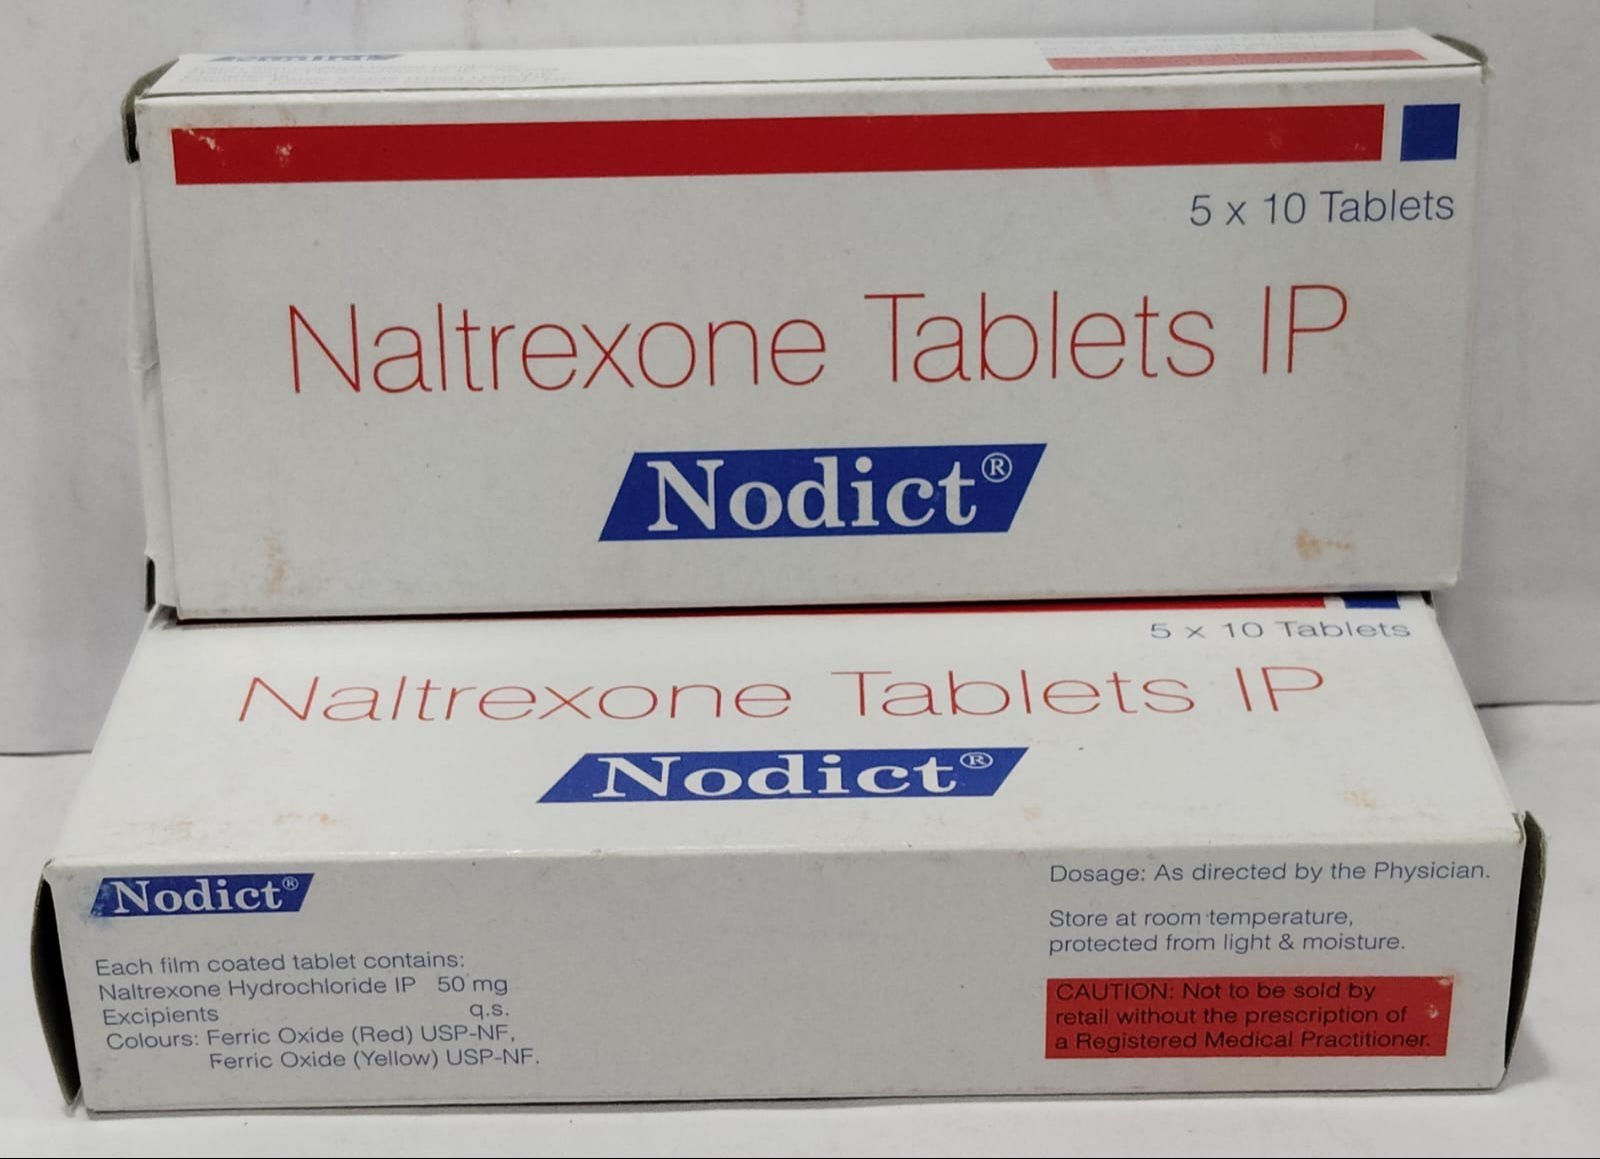 5 x 10 Tablets
Naltrexone Tablets IP
Nodict®
5 x 10 Tablets
Naltrexone Tablets IP
Nodict®
Nodict®
Each film coated tablet contains:
Naltrexone Hydrochloride IP 50 mg
Excipients q.s.
Colours: Ferric Oxide (Red) USP-NF,
Ferric Oxide (Yellow) USP-NF.
Dosage: As directed by the Physician.
Store at room temperature,
protected from light & moisture.
CAUTION: Not to be sold by
retail without the prescription of
a Registered Medical Practitioner.